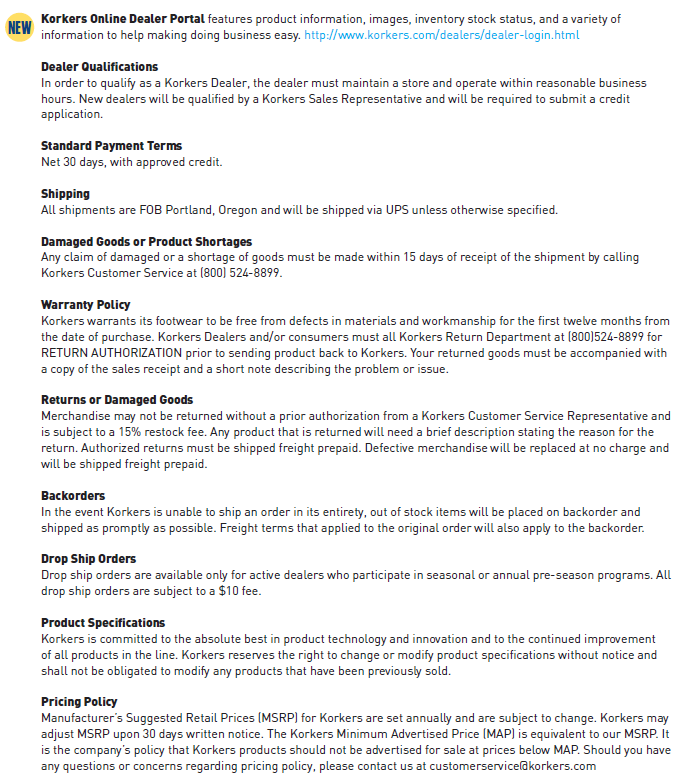 NEW
Korkers Online Dealer Portal features product information, images, inventory stock status, and a variety of
information to help making doing business easy. http://www.korkers.com/dealers/dealer-login.html
Dealer Qualifications
In order to qualify as a Korkers Dealer, the dealer must maintain a store and operate within reasonable business
hours. New dealers will be qualified by a Korkers Sales Representative and will be required to submit a credit
application.
Standard Payment Terms
Net 30 days, with approved credit.
Shipping
All shipments are FOB Portland, Oregon and will be shipped via UPS unless otherwise specified.
Damaged Goods or Product Shortages
Any claim of damaged or a shortage of goods must be made within 15 days of receipt of the shipment by calling
Korkers Customer Service at (800) 524-8899.
Warranty Policy
Korkers warrants its footwear to be free from defects in materials and workmanship for the first twelve months from
the date of purchase. Korkers Dealers and/or consumers must all Korkers Return Department at (800)524-8899 for
RETURN AUTHORIZATION prior to sending product back to Korkers. Your returned goods must be accompanied with
a copy of the sales receipt and a short note describing the problem or issue.
Returns or Damaged Goods
Merchandise may not be returned without a prior authorization from a Korkers Customer Service Representative and
is subject to a 15% restock fee. Any product that is returned will need a brief description stating the reason for the
return. Authorized returns must be shipped freight prepaid. Defective merchandise will be replaced at no charge and
will be shipped freight prepaid.
Backorders
In the event Korkers is unable to ship an order in its entirety, out of stock items will be placed on backorder and
shipped as promptly as possible. Freight terms that applied to the original order will also apply to the backorder.
Drop Ship Orders
Drop ship orders are available only for active dealers who participate in seasonal or annual pre-season programs. All
drop ship orders are subject to a $10 fee.
Product Specifications
Korkers is committed to the absolute best in product technology and innovation and to the continued improvement
of all products in the line. Korkers reserves the right to change or modify product specifications without notice and
shall not be obligated to modify any products that have been previously sold.
Pricing Policy
Manufacturer's Suggested Retail Prices (MSRP) for Korkers are set annually and are subject to change. Korkers may
adjust MSRP upon 30 days written notice. The Korkers Minimum Advertised Price (MAP) is equivalent to our MSRP. It
is the company's policy that Korkers products should not be advertised for sale at prices below MAP. Should you have
any questions or concerns regarding pricing policy, please contact us at customerservice@korkers.com